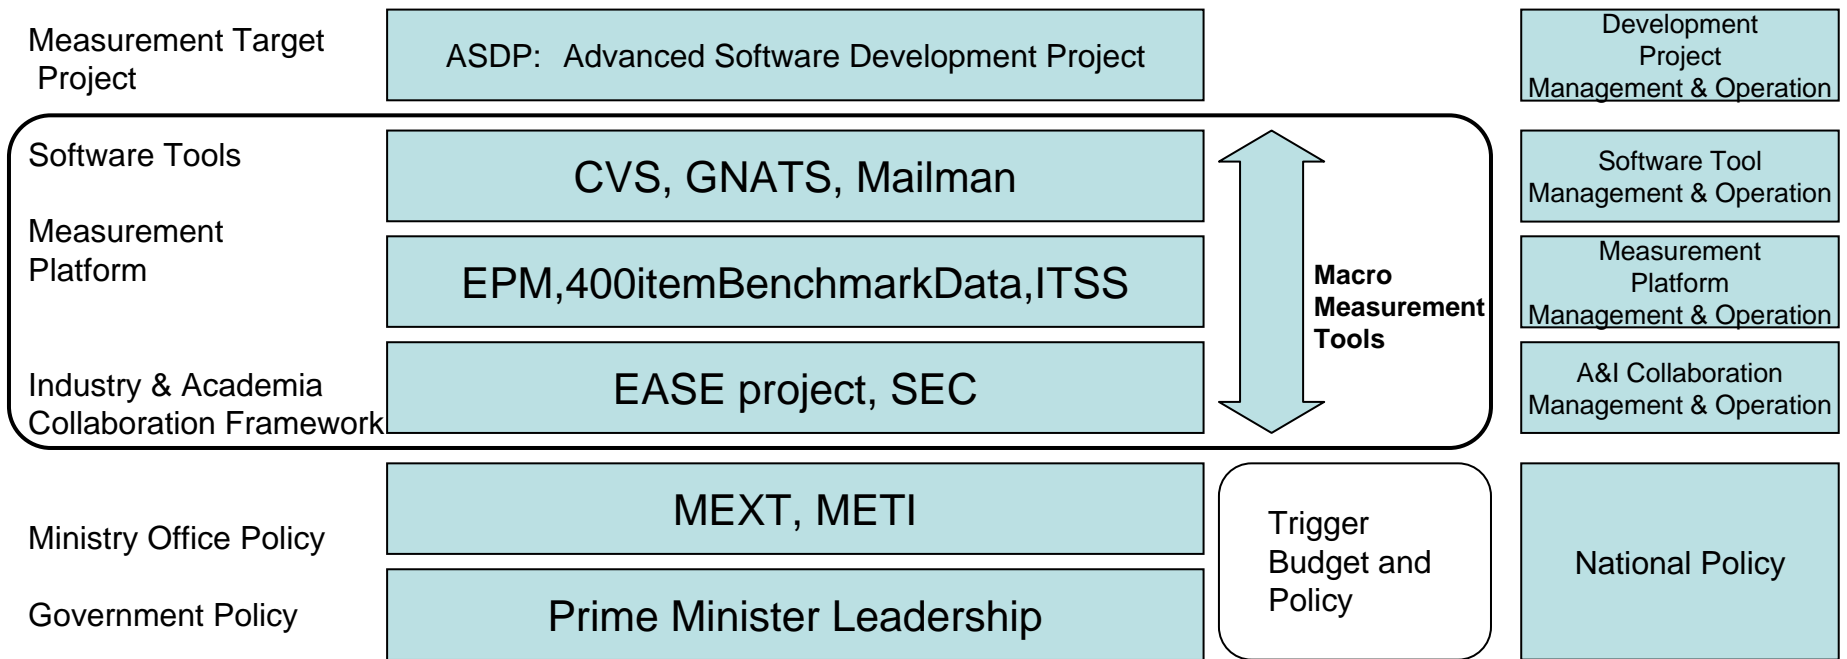 Measurement Target
Project
ASDP: Advanced Software Development Project
Development
Project
Management & Operation
Software Tools
CVS, GNATS, Mailman
Software Tool
Management & Operation
Measurement
Platform
EPM,400itemBenchmarkData,ITSS
Macro
Measurement
Tools
Measurement
Platform
Management & Operation
Industry & Academia
Collaboration Framework
EASE project, SEC
A&I Collaboration
Management & Operation
Ministry Office Policy
MEXT, METI
Trigger
Budget and
Policy
National Policy
Government Policy
Prime Minister Leadership